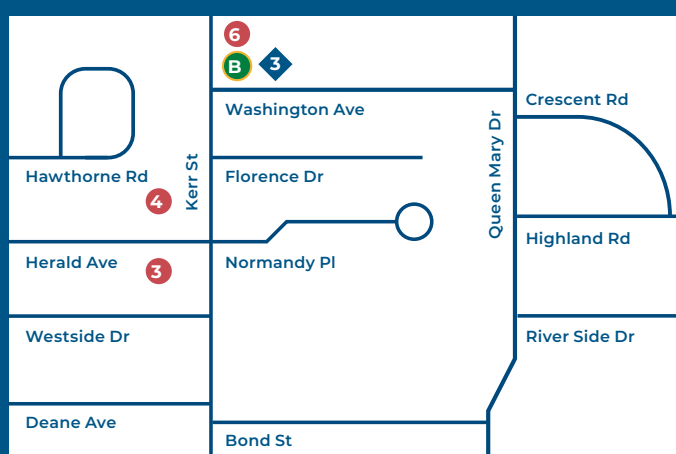 6
B 3
Crescent Rd
Washington Ave
Queen Mary Dr
Kerr St
Hawthorne Rd
Florence Dr
4
Highland Rd
Herald Ave
3
Normandy Pl
Westside Dr
River Side Dr
Deane Ave
Bond St